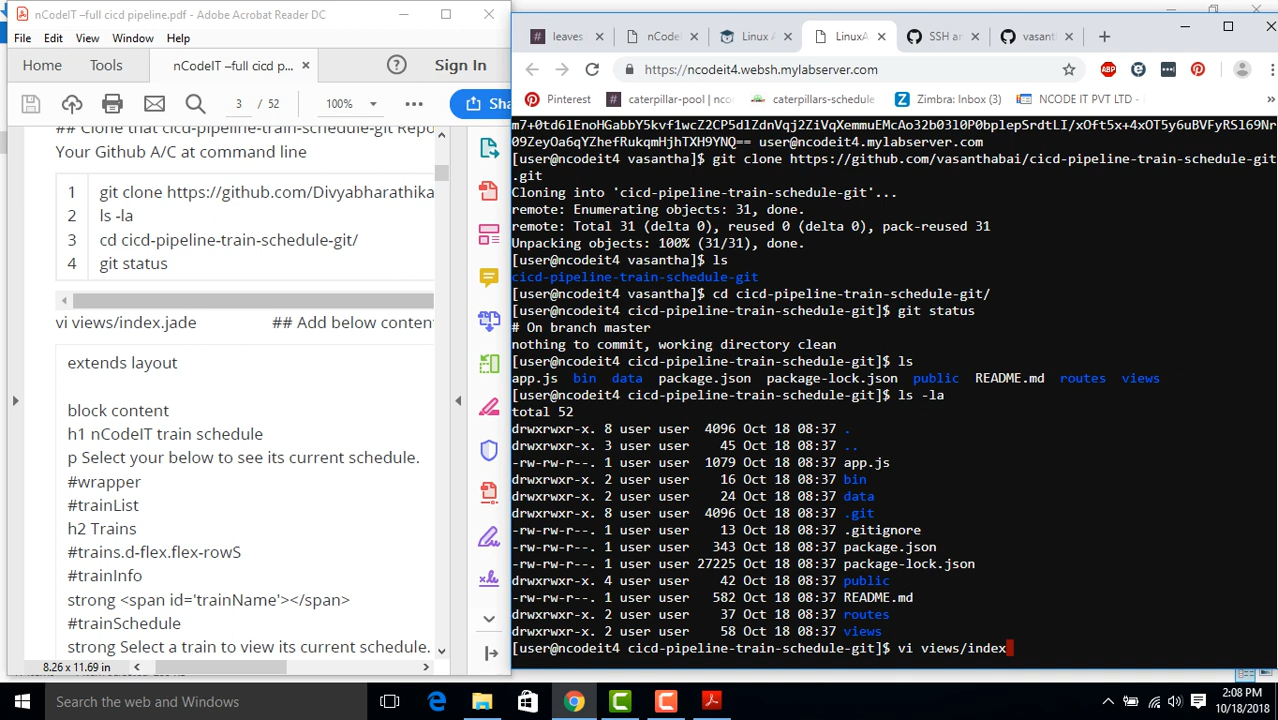 nCodeIT –full cicd pipeline.pdf - Adobe Acrobat Reader DC
File Edit View Window Help
Home Tools nCodeIT –full cicd p... Sign In
3 / 52 100% Sha
## Clone that cicd-pipeline-train-schedule-git Repo
Your Github A/C at command line
1 git clone https://github.com/Divyabharathika
2 ls -la
3 cd cicd-pipeline-train-schedule-git/
4 git status
vi views/index.jade ## Add below content
extends layout
block content
h1 nCodeIT train schedule
p Select your below to see its current schedule.
#wrapper
#trainList
h2 Trains
#trains.d-flex.flex-rowS
#trainInfo
strong <span id='trainName'></span>
#trainSchedule
strong Select a train to view its current schedule.
8.26 x 11.69 in
leaves nCode Linux A LinuxA SSH an vasant
https://ncodeit4.websh.mylabserver.com
Pinterest caterpillar-pool | nco caterpillars-schedule Zimbra: Inbox (3) NCODE IT PVT LTD -
09ZeyOa6qYZhefRukqmHjhTXH9YNQ== user@ncodeit4.mylabserver.com
[user@ncodeit4 vasantha]$ git clone https://github.com/vasanthabai/cicd-pipeline-train-schedule-git
.git
Cloning into 'cicd-pipeline-train-schedule-git'...
remote: Enumerating objects: 31, done.
remote: Total 31 (delta 0), reused 0 (delta 0), pack-reused 31
Unpacking objects: 100% (31/31), done.
[user@ncodeit4 vasantha]$ ls
cicd-pipeline-train-schedule-git
[user@ncodeit4 vasantha]$ cd cicd-pipeline-train-schedule-git/
[user@ncodeit4 cicd-pipeline-train-schedule-git]$ git status
# On branch master
nothing to commit, working directory clean
[user@ncodeit4 cicd-pipeline-train-schedule-git]$ ls
app.js bin data package.json package-lock.json public README.md routes views
[user@ncodeit4 cicd-pipeline-train-schedule-git]$ ls -la
total 52
drwxrwxr-x. 8 user user 4096 Oct 18 08:37 .
drwxrwxr-x. 3 user user 45 Oct 18 08:37 ..
-rw-rw-r--. 1 user user 1079 Oct 18 08:37 app.js
drwxrwxr-x. 2 user user 16 Oct 18 08:37 bin
drwxrwxr-x. 2 user user 24 Oct 18 08:37 data
drwxrwxr-x. 8 user user 4096 Oct 18 08:37 .git
-rw-rw-r--. 1 user user 13 Oct 18 08:37 .gitignore
-rw-rw-r--. 1 user user 343 Oct 18 08:37 package.json
-rw-rw-r--. 1 user user 27225 Oct 18 08:37 package-lock.json
drwxrwxr-x. 4 user user 42 Oct 18 08:37 public
-rw-rw-r--. 1 user user 582 Oct 18 08:37 README.md
drwxrwxr-x. 2 user user 37 Oct 18 08:37 routes
drwxrwxr-x. 2 user user 58 Oct 18 08:37 views
[user@ncodeit4 cicd-pipeline-train-schedule-git]$ vi views/index
Search the web and Windows
2:08 PM
10/18/2018